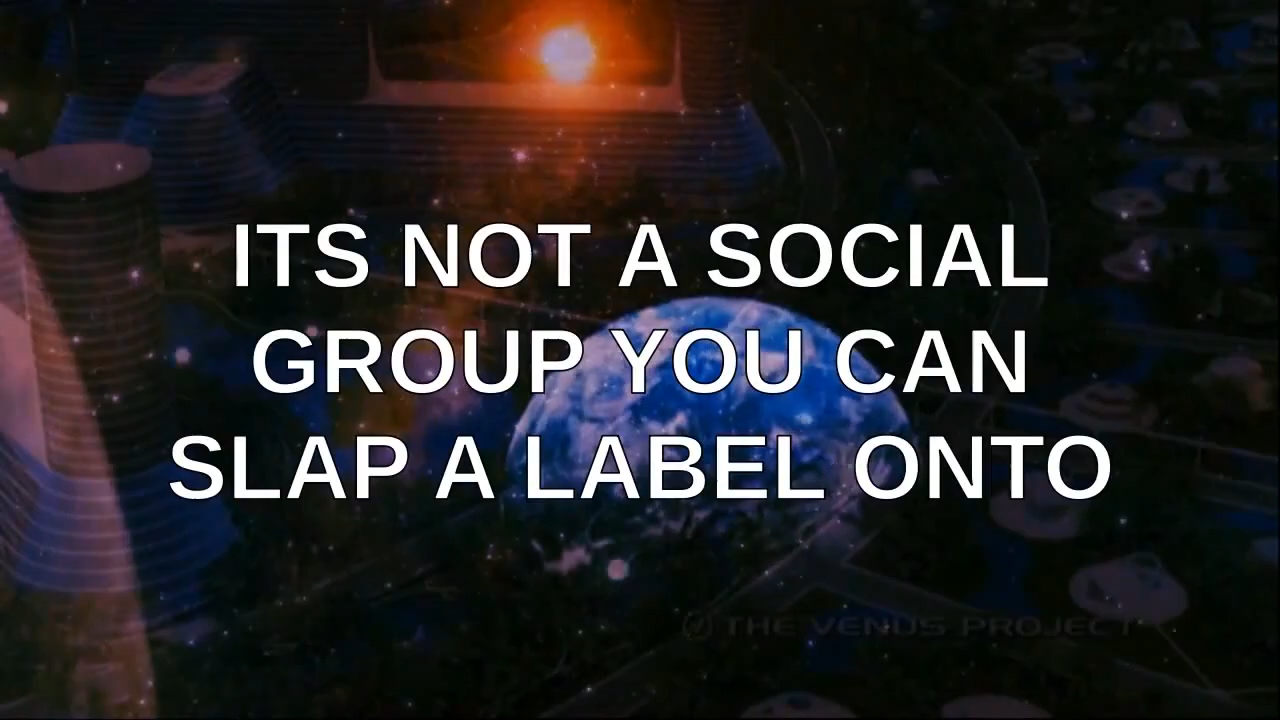 ITS NOT A SOCIAL
GROUP YOU CAN
SLAP A LABEL ONTO
THE VENUS PROJECT